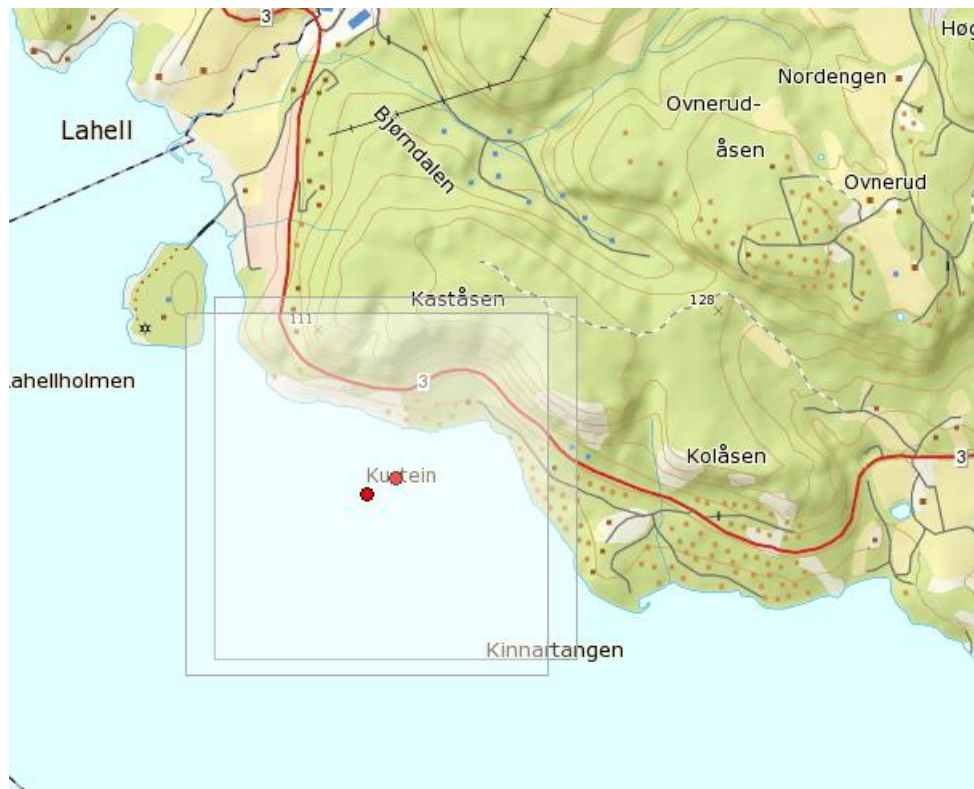 3
Høg
Nordengen
Lahell
Bjørndalen
Ovnerud-
åsen
Ovnerud
Kaståsen
128
111
3
ahellholmen
Kolåsen
3
Kinnartangen